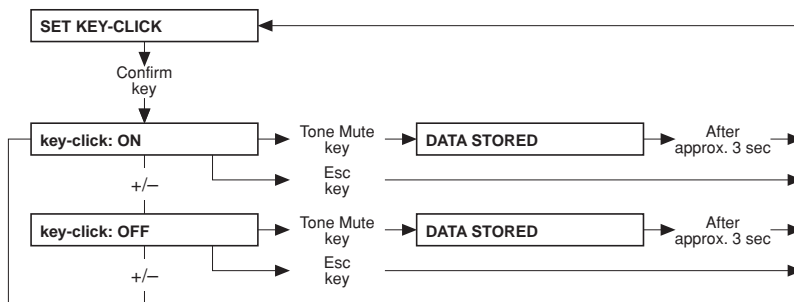 SET KEY-CLICK
Confirm
key
key-click: ON
Tone Mute
key
DATA STORED
After
approx. 3 sec
Esc
key
+/–
key-click: OFF
Tone Mute
key
DATA STORED
After
approx. 3 sec
Esc
key
+/–